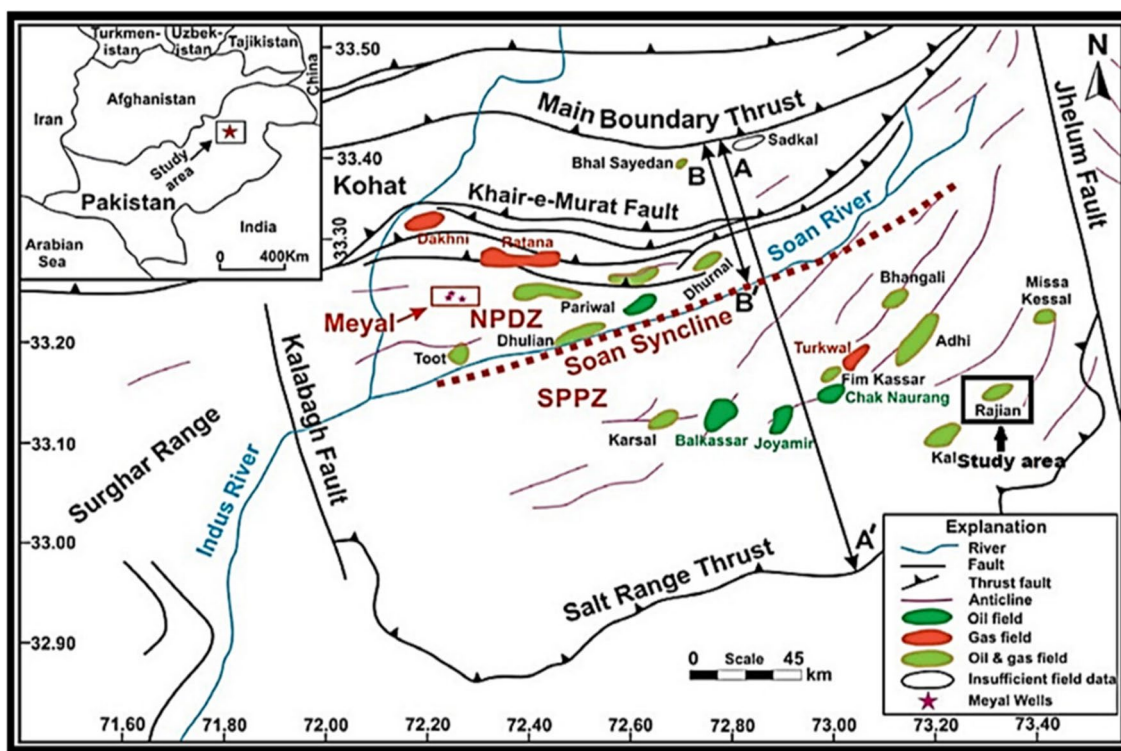 Turkmen-
istan
Uzbek-
istan
Tajikistan
China
Iran
Afghanistan
Study
area
Pakistan
India
Arabian
Sea
0 400Km
33.50
33.40
33.30
33.20
33.10
33.00
32.90
N
Main Boundary Thrust
Sadkal
Bhal Sayedan
B
A
Jhelum Fault
Kohat
Khair-e-Murat Fault
Soan River
Dakhni
Ratana
Dhurnal
B'
Bhangali
Missa
Kessal
Meyal
NPDZ
Pariwal
Dhulian
Soan Syncline
Toot
Turkwal
Adhi
SPPZ
Fim Kassar
Chak Naurang
Rajian
Karsal
Balkassar
Joyamir
Kal
Study area
Kalabagh Fault
Surghar Range
Indus River
Salt Range Thrust
A'
0 Scale 45
km
Explanation
River
Fault
Thrust fault
Anticline
Oil field
Gas field
Oil & gas field
Insufficient field data
Meyal Wells
71.60 71.80 72.00 72.20 72.40 72.60 72.80 73.00 73.20 73.40